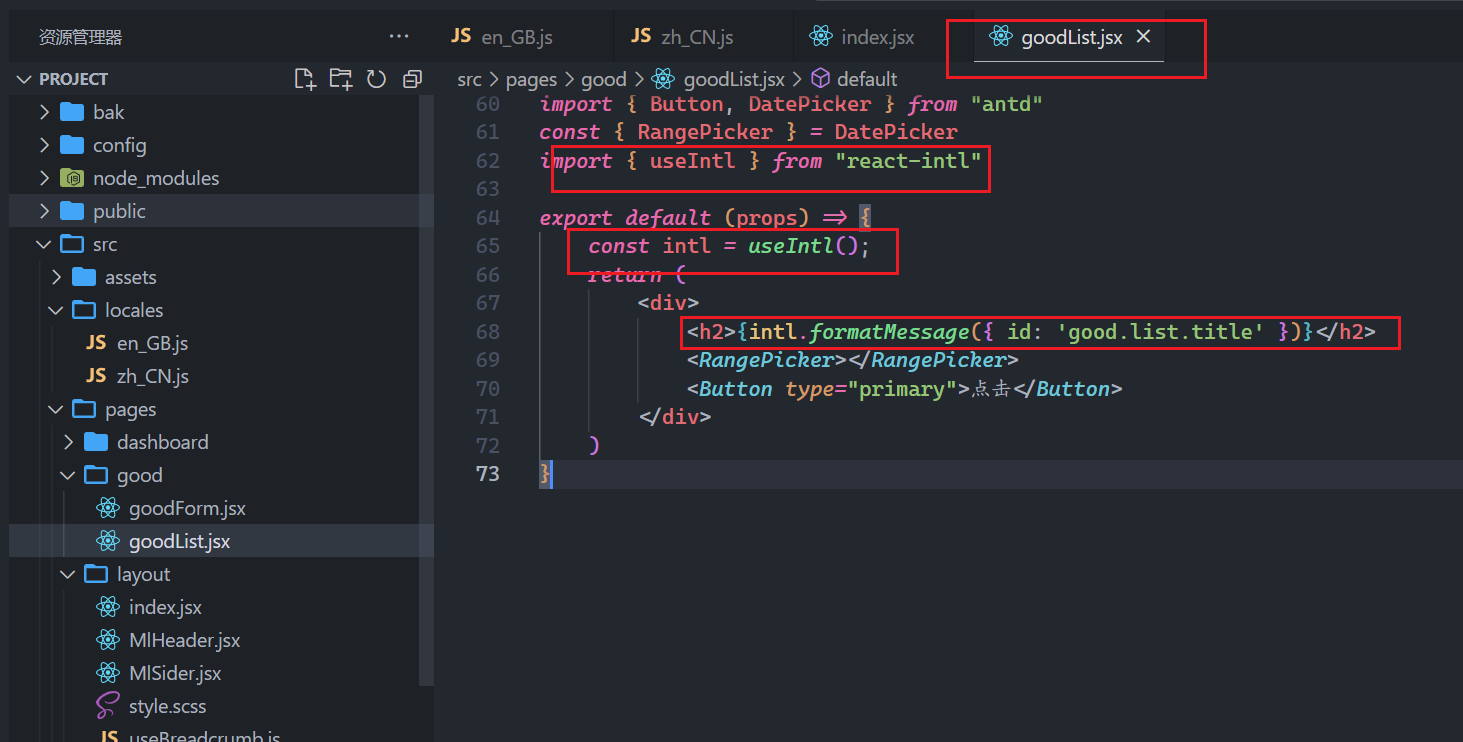 资源管理器 ···
PROJECT
bak
config
node_modules
public
src
assets
locales
JS en_GB.js
JS zh_CN.js
pages
dashboard
good
goodForm.jsx
goodList.jsx
layout
index.jsx
MlHeader.jsx
MlSider.jsx
style.scss
JS useBreadcrumb.js
JS en_GB.js JS zh_CN.js index.jsx goodList.jsx ×
src > pages > good > goodList.jsx > default
60 import { Button, DatePicker } from "antd"
61 const { RangePicker } = DatePicker
62 import { useIntl } from "react-intl"
63
64 export default (props) => {
65 const intl = useIntl();
66 return (
67 <div>
68 <h2>{intl.formatMessage({ id: 'good.list.title' })}</h2>
69 <RangePicker></RangePicker>
70 <Button type="primary">点击</Button>
71 </div>
72 )
73 }